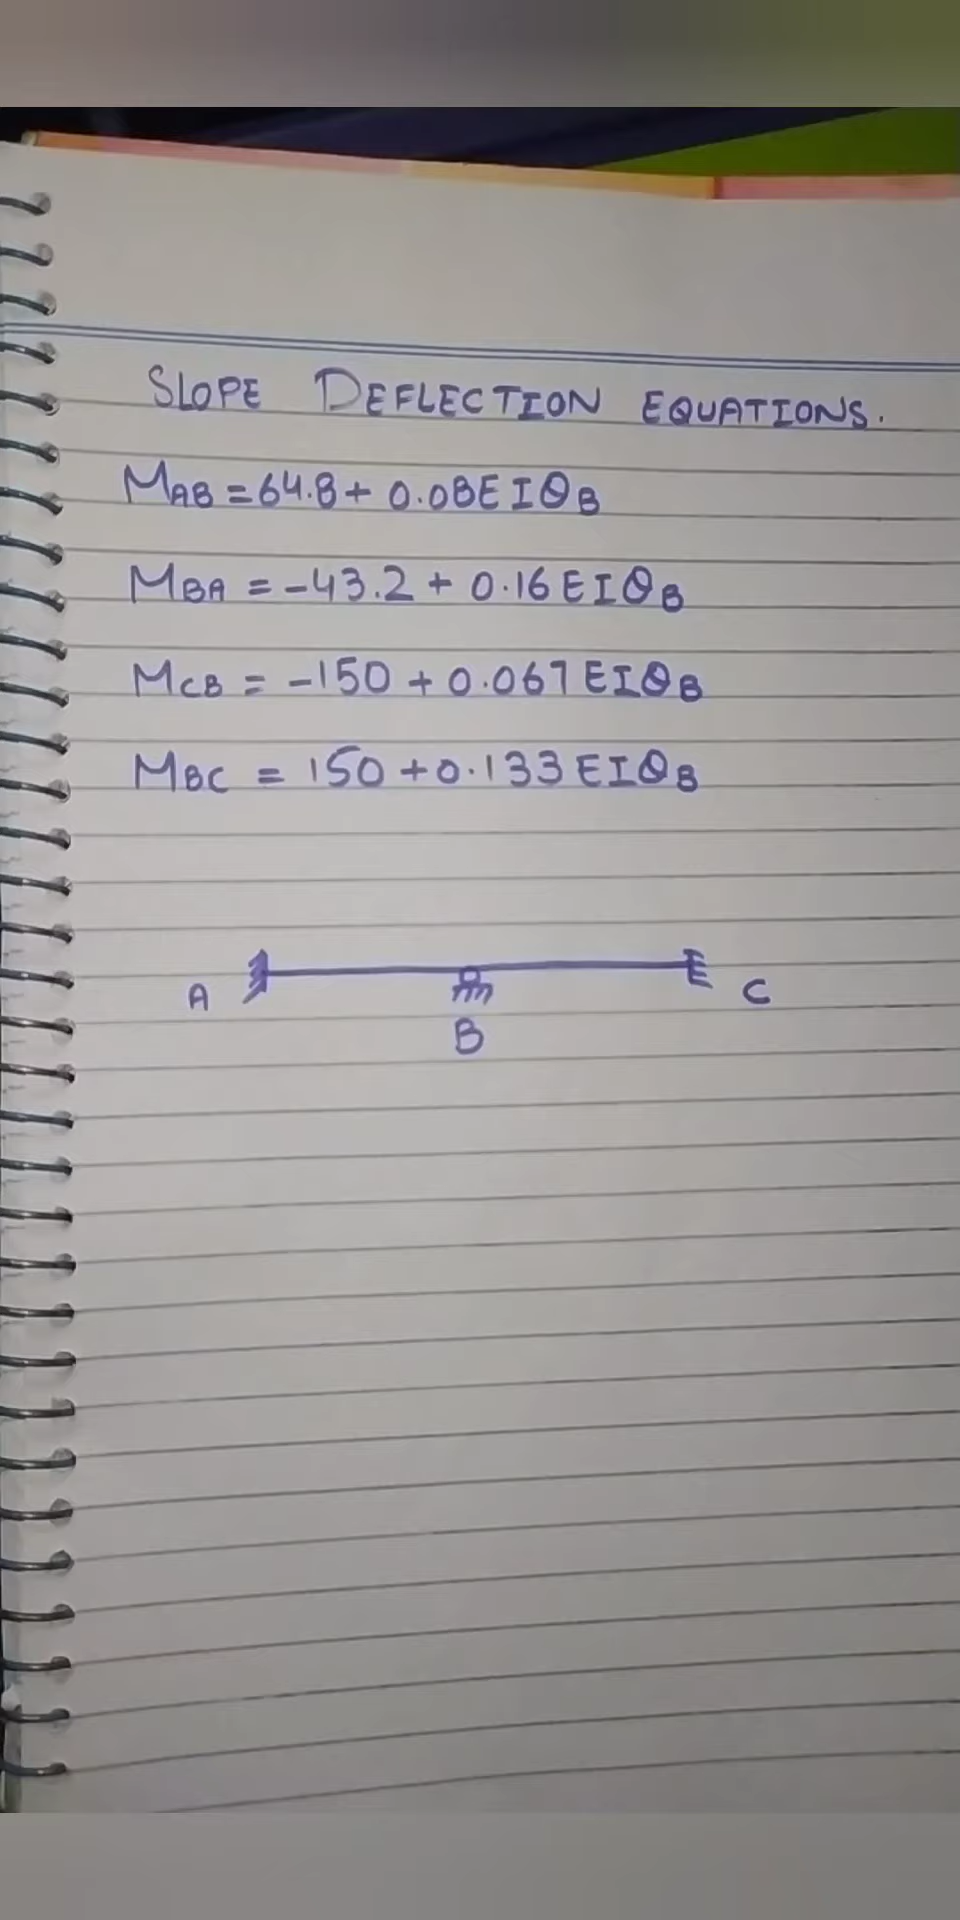 SLOPE DEFLECTION EQUATIONS.
MAB = 64.8 + 0.08EIθB
MBA = -43.2 + 0.16EIθB
MCB = -150 + 0.067EIθB
MBC = 150 + 0.133EIθB
A C
B